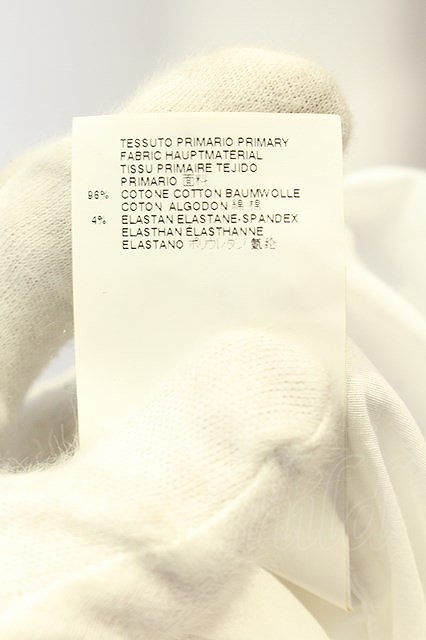 TESSUTO PRIMARIO PRIMARY
FABRIC HAUPTMATERIAL
TISSU PRIMAIRE TEJIDO
PRIMARIO 面料
96% COTONE COTTON BAUMWOLLE
COTON ALGODON 綿 棉
4% ELASTAN ELASTANE-SPANDEX
ELASTHAN ELASTHANNE
ELASTANO ポリウレタン 氨纶